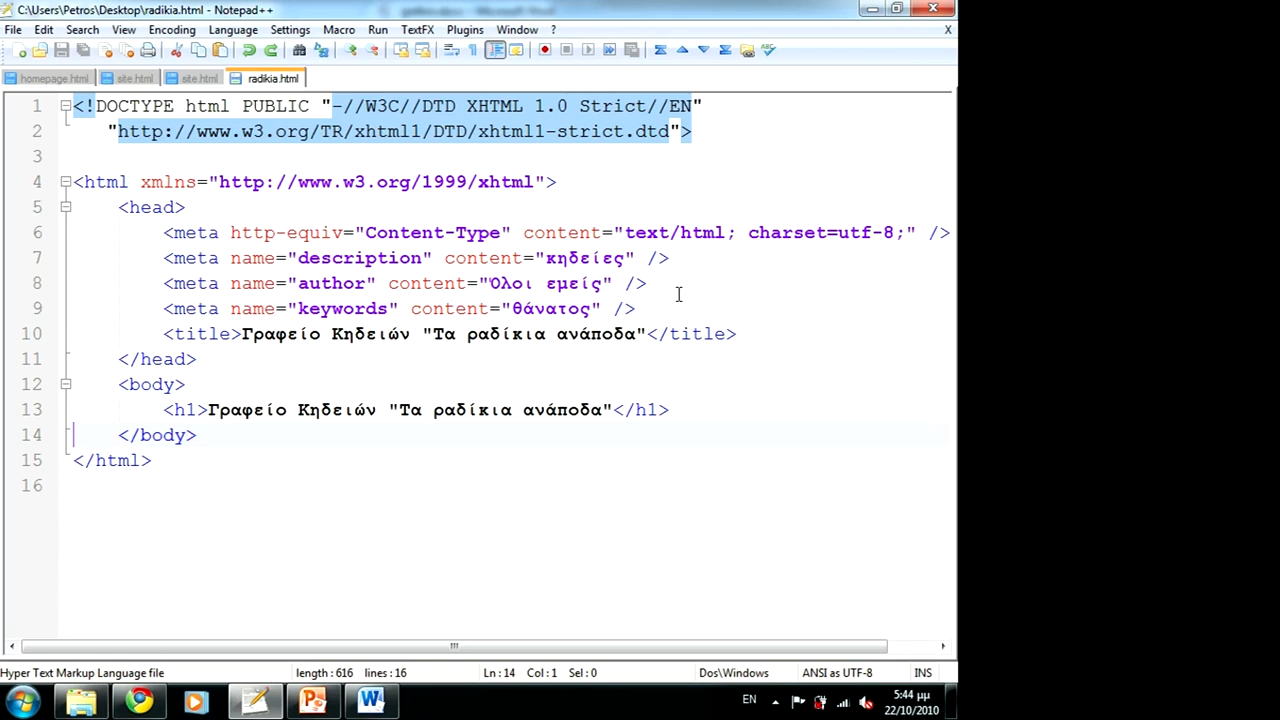 C:\Users\Petros\Desktop\radikia.html - Notepad++
File Edit Search View Encoding Language Settings Macro Run TextFX Plugins Window ? X
homepage.html site.html site.html radikia.html
1 <!DOCTYPE html PUBLIC "-//W3C//DTD XHTML 1.0 Strict//EN"
2 "http://www.w3.org/TR/xhtml1/DTD/xhtml1-strict.dtd">
3
4 <html xmlns="http://www.w3.org/1999/xhtml">
5 <head>
6 <meta http-equiv="Content-Type" content="text/html; charset=utf-8;" />
7 <meta name="description" content="κηδείες" />
8 <meta name="author" content="Όλοι εμείς" />
9 <meta name="keywords" content="θάνατος" />
10 <title>Γραφείο Κηδειών "Τα ραδίκια ανάποδα"</title>
11 </head>
12 <body>
13 <h1>Γραφείο Κηδειών "Τα ραδίκια ανάποδα"</h1>
14 </body>
15 </html>
16
Hyper Text Markup Language file length : 616 lines : 16 Ln : 14 Col : 1 Sel : 0 Dos\Windows ANSI as UTF-8 INS
EN 5:44 μμ
22/10/2010